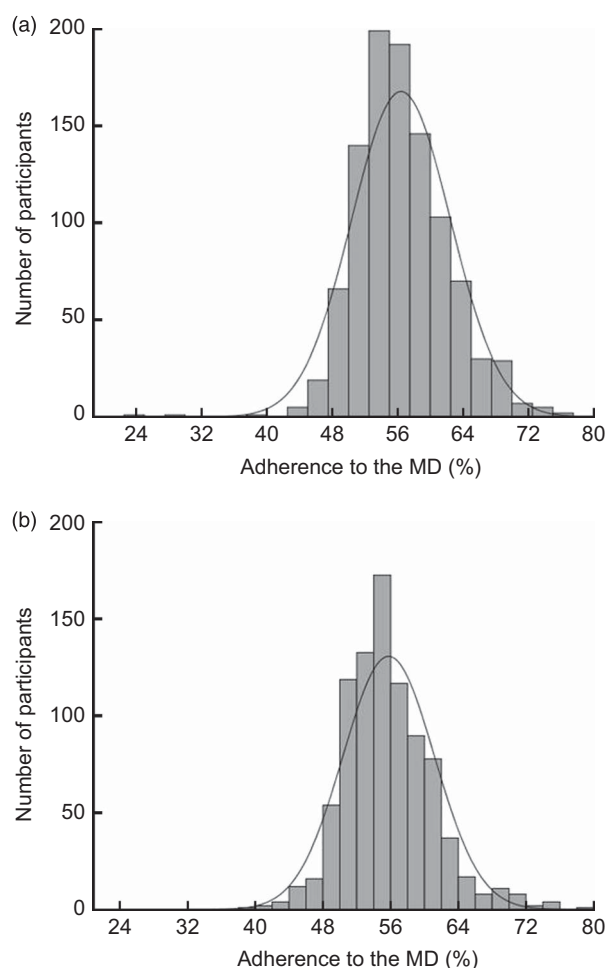 (a)
200
150
100
50
0
Number of participants
24 32 40 48 56 64 72 80
Adherence to the MD (%)
(b)
200
150
100
50
0
Number of participants
24 32 40 48 56 64 72 80
Adherence to the MD (%)